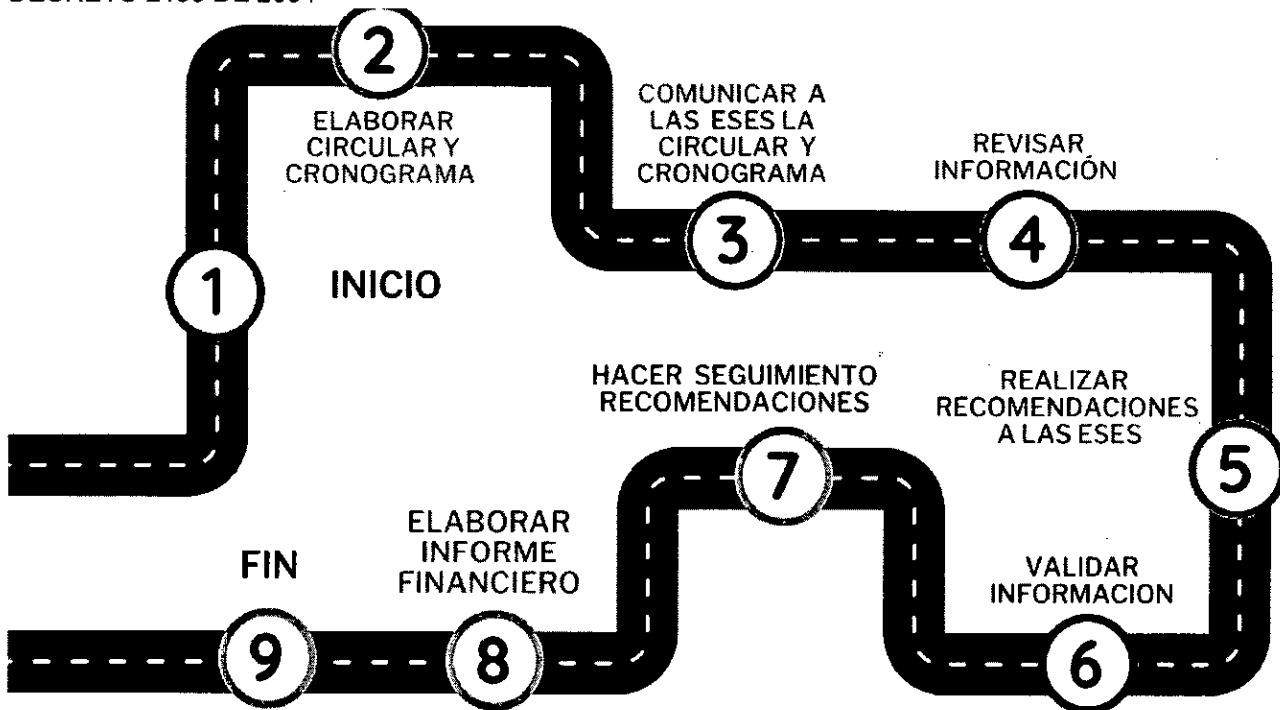 1
INICIO
2
ELABORAR
CIRCULAR Y
CRONOGRAMA
COMUNICAR A
LAS ESES LA
CIRCULAR Y
CRONOGRAMA
3
REVISAR
INFORMACIÓN
4
REALIZAR
RECOMENDACIONES
A LAS ESES
5
VALIDAR
INFORMACION
6
HACER SEGUIMIENTO
RECOMENDACIONES
7
ELABORAR
INFORME
FINANCIERO
8
FIN
9